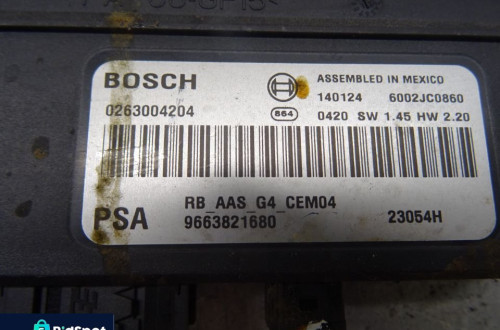 BOSCH
ASSEMBLED IN MEXICO
140124 6002JC0860
0263004204
864 0420 SW 1.45 HW 2.20
RB_AAS_G4_CEM04
PSA
9663821680 23054H
BidSpot